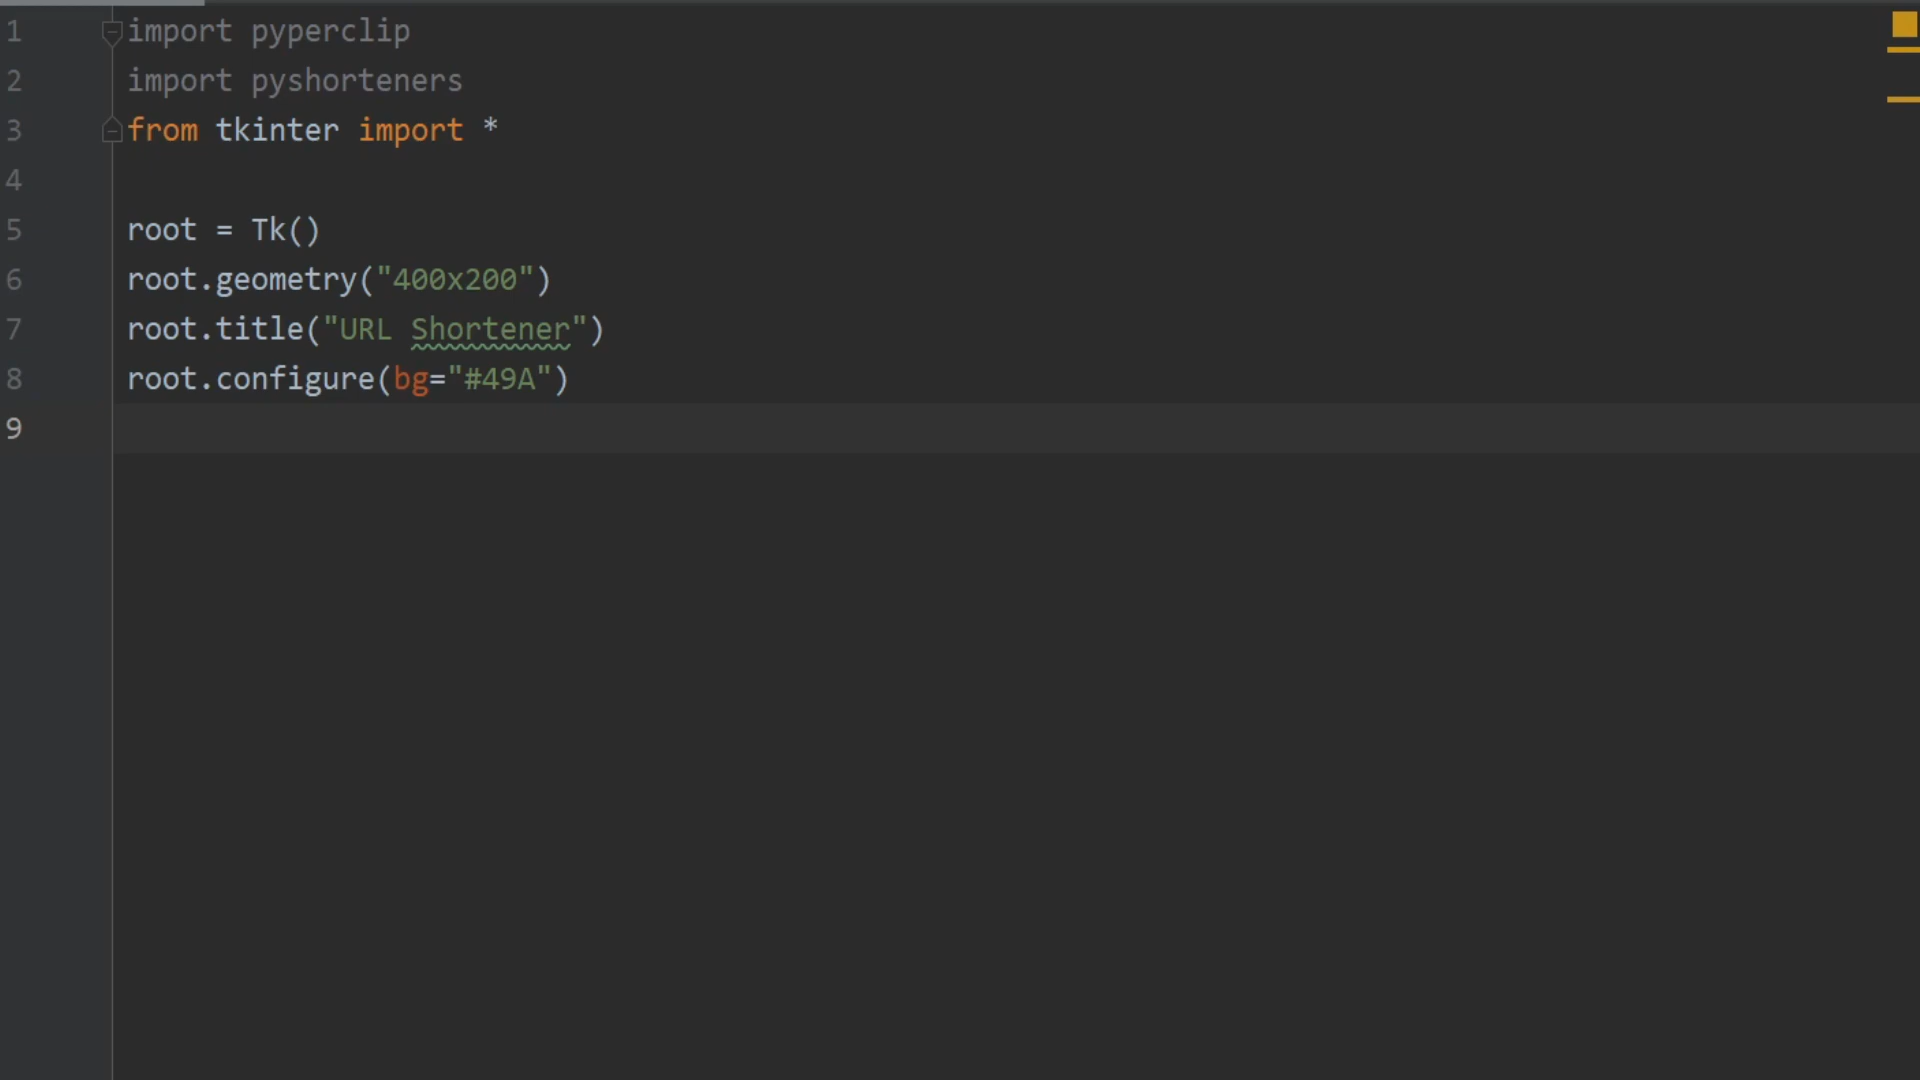 1 import pyperclip
2 import pyshorteners
3 from tkinter import *
4
5 root = Tk()
6 root.geometry("400x200")
7 root.title("URL Shortener")
8 root.configure(bg="#49A")
9